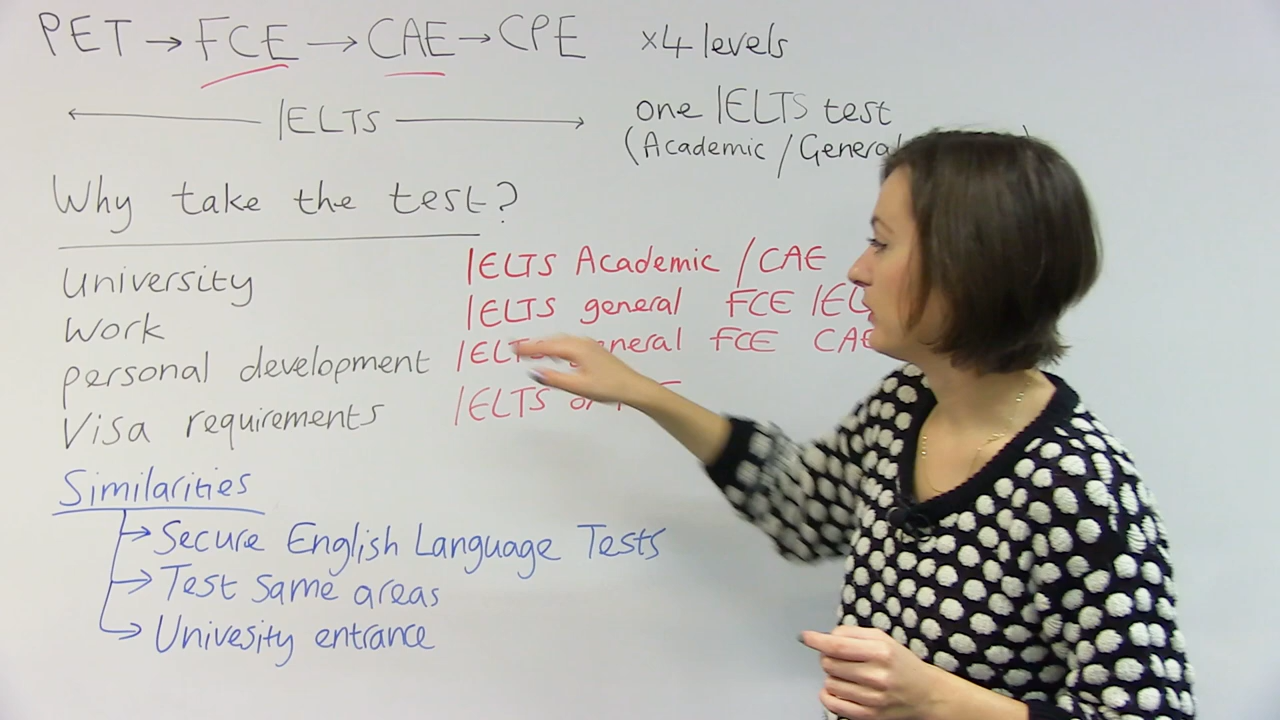 PET → FCE → CAE → CPE ×4 levels
← IELTS → one IELTS test
(Academic / General
Why take the test?
University IELTS Academic / CAE
Work IELTS general FCE
personal development general FCE CAE
Visa requirements IELTS
Similarities
→ Secure English Language Tests
→ Test same areas
→ Univesity entrance